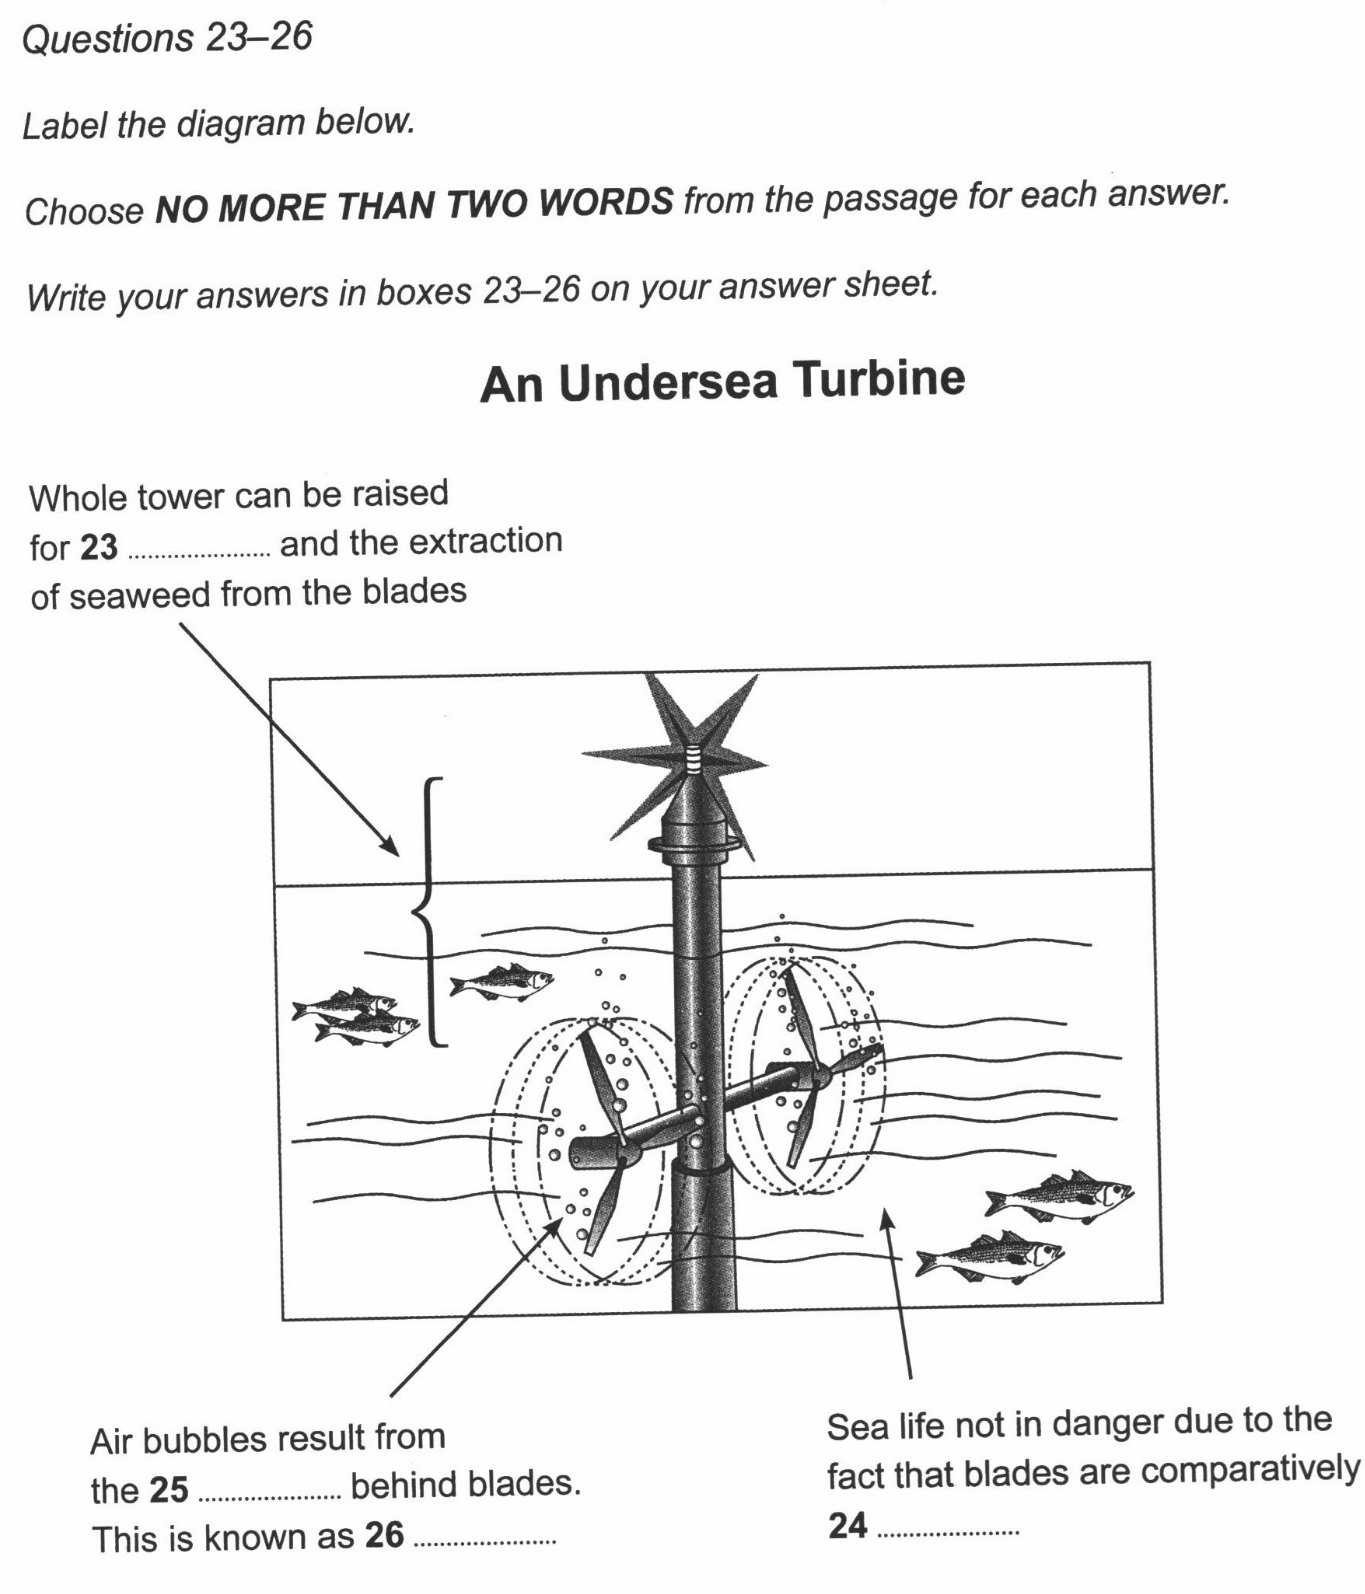 Questions 23–26
Label the diagram below.
Choose NO MORE THAN TWO WORDS from the passage for each answer.
Write your answers in boxes 23–26 on your answer sheet.
An Undersea Turbine
Whole tower can be raised
for 23 ..................... and the extraction
of seaweed from the blades
Air bubbles result from
the 25 ..................... behind blades.
This is known as 26 .....................
Sea life not in danger due to the
fact that blades are comparatively
24 .....................